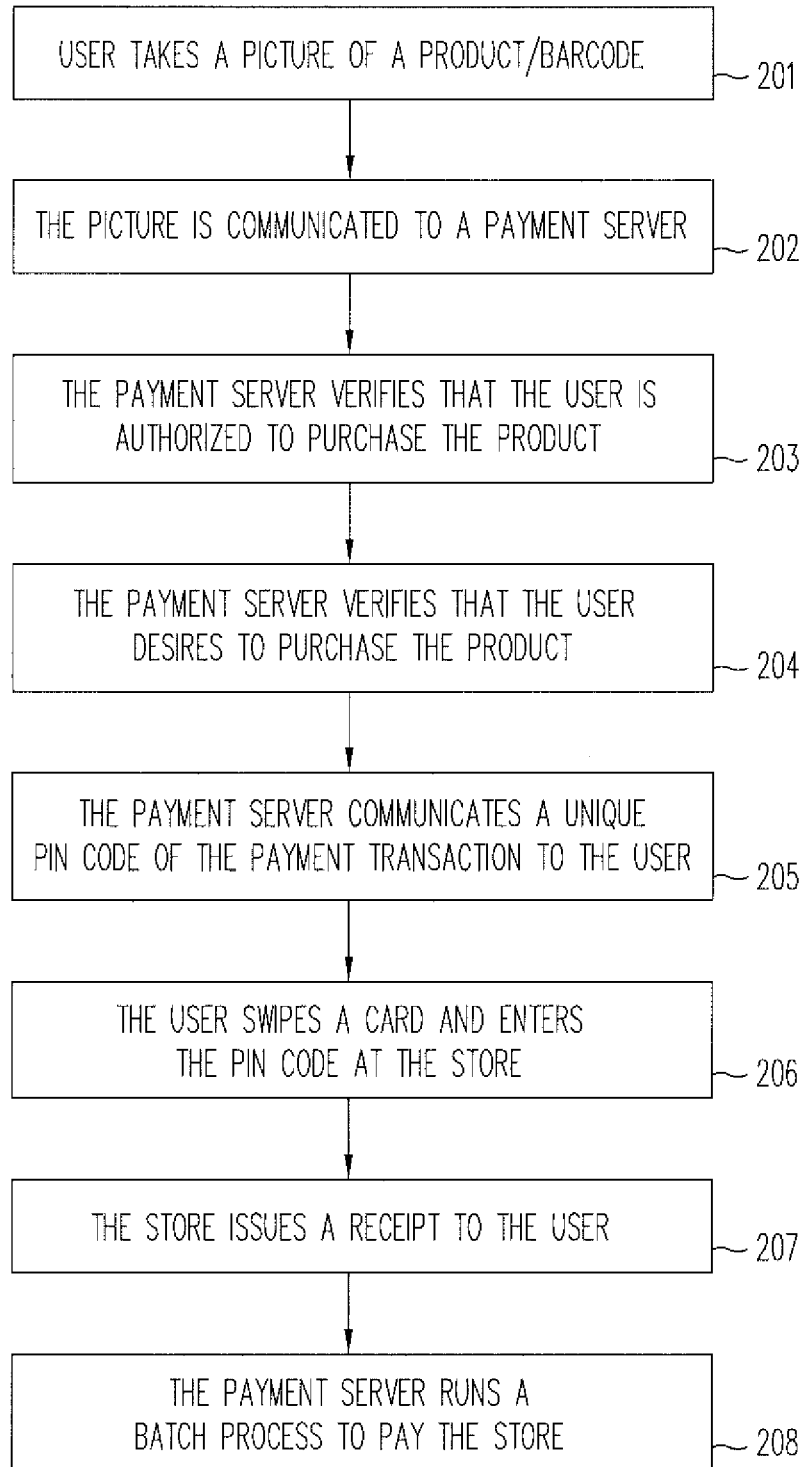 USER TAKES A PICTURE OF A PRODUCT/BARCODE
201
THE PICTURE IS COMMUNICATED TO A PAYMENT SERVER
202
THE PAYMENT SERVER VERIFIES THAT THE USER IS
AUTHORIZED TO PURCHASE THE PRODUCT
203
THE PAYMENT SERVER VERIFIES THAT THE USER
DESIRES TO PURCHASE THE PRODUCT
204
THE PAYMENT SERVER COMMUNICATES A UNIQUE
PIN CODE OF THE PAYMENT TRANSACTION TO THE USER
205
THE USER SWIPES A CARD AND ENTERS
THE PIN CODE AT THE STORE
206
THE STORE ISSUES A RECEIPT TO THE USER
207
THE PAYMENT SERVER RUNS A
BATCH PROCESS TO PAY THE STORE
208